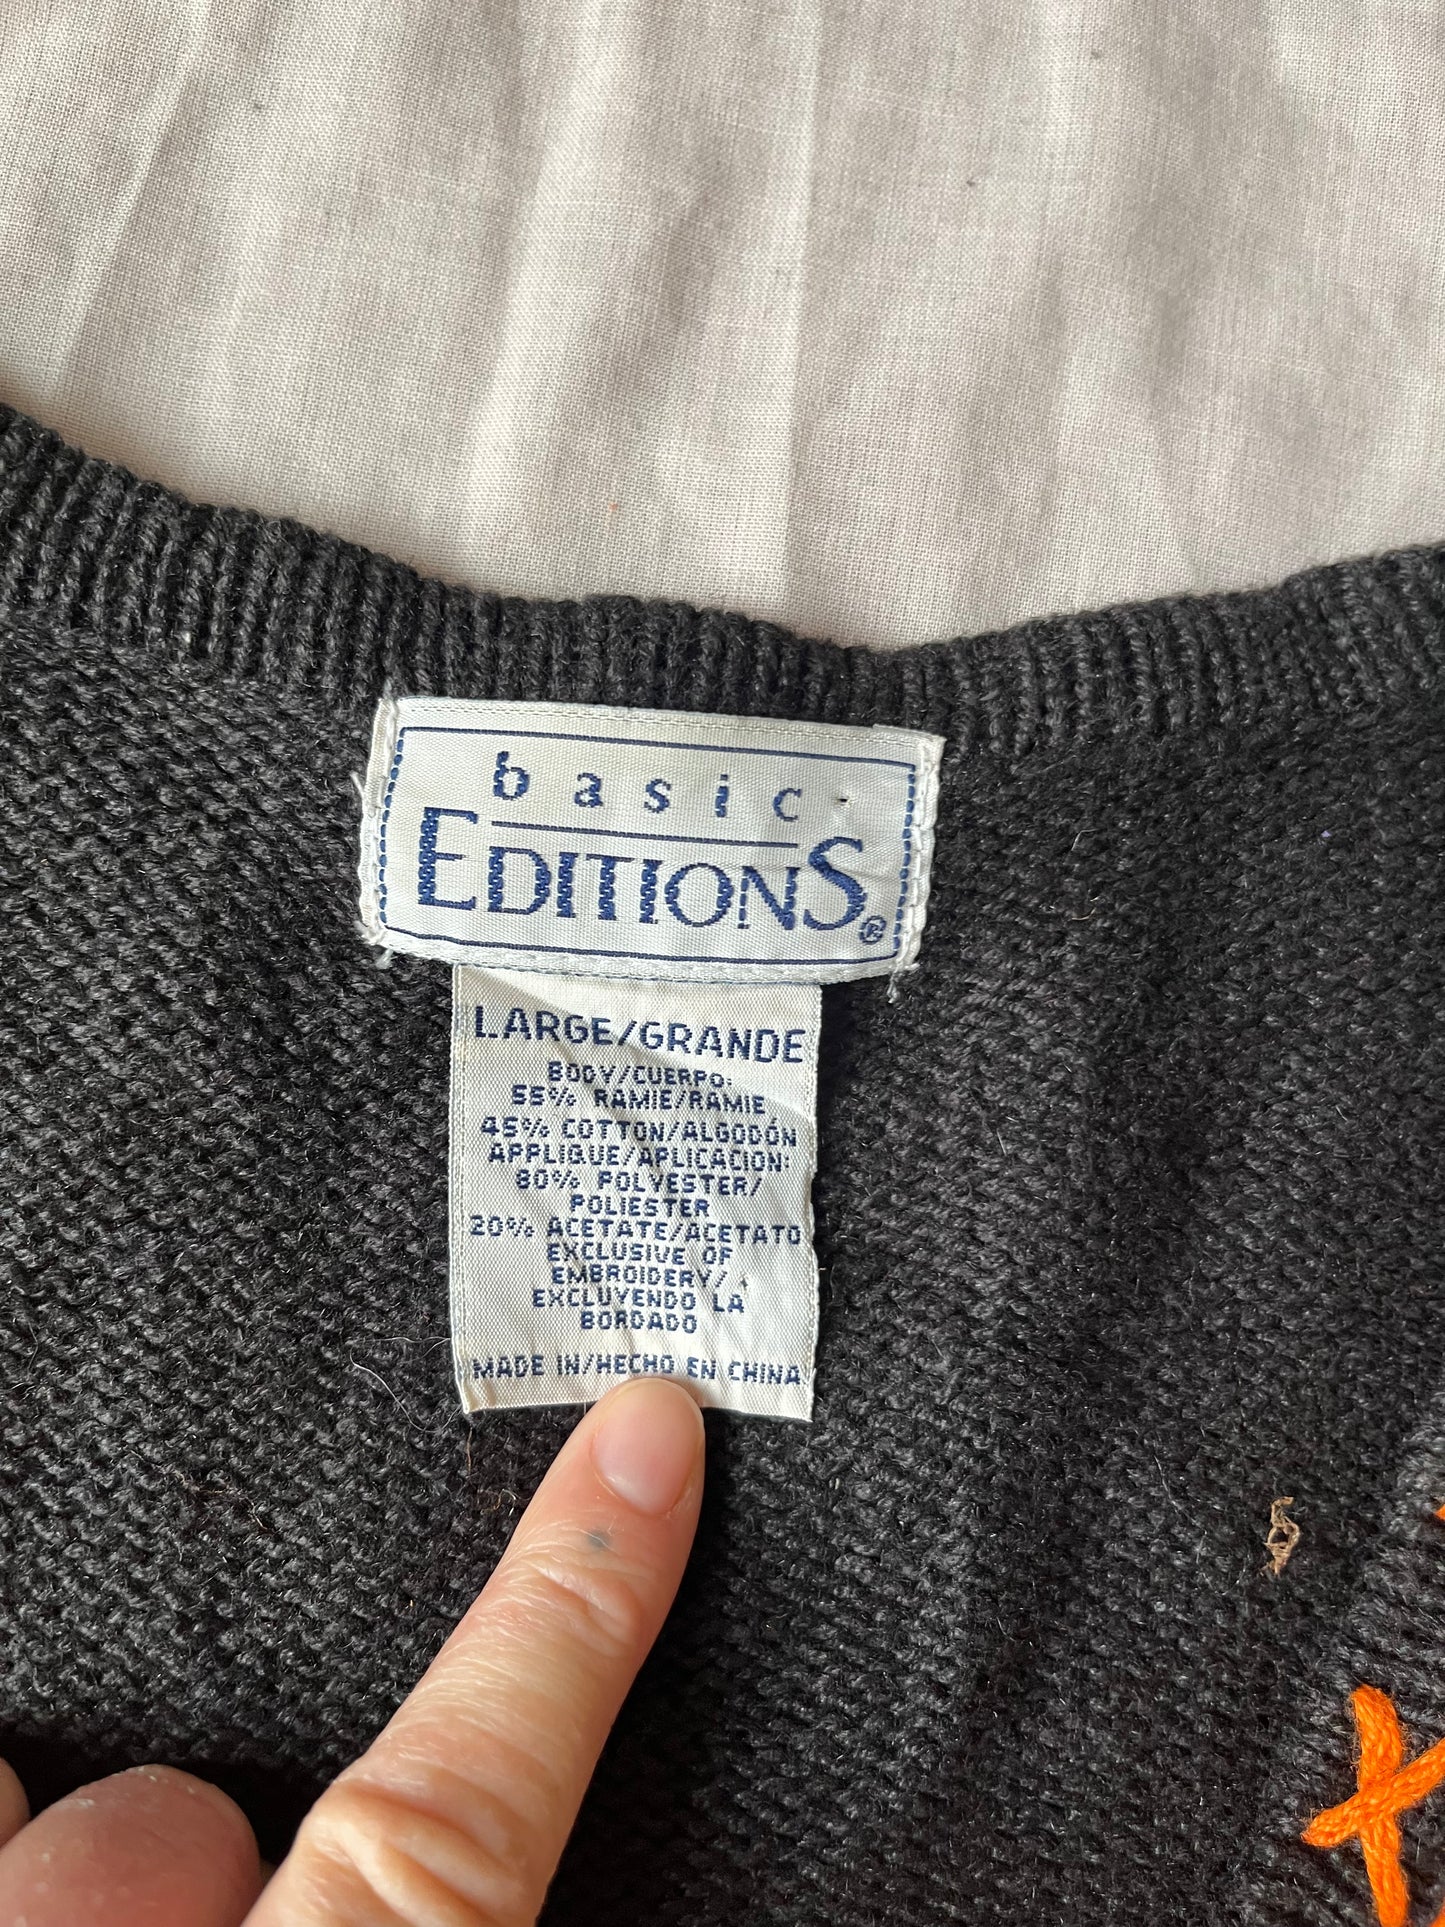 basic
EDITIONS®
LARGE/GRANDE
BODY/CUERPO:
55% RAMIE/RAMIE
45% COTTON/ALGODÓN
APPLIQUE/APLICACION:
80% POLYESTER/
POLIESTER
20% ACETATE/ACETATO
EXCLUSIVE OF
EMBROIDERY/
EXCLUYENDO LA
BORDADO
MADE IN/HECHO EN CHINA